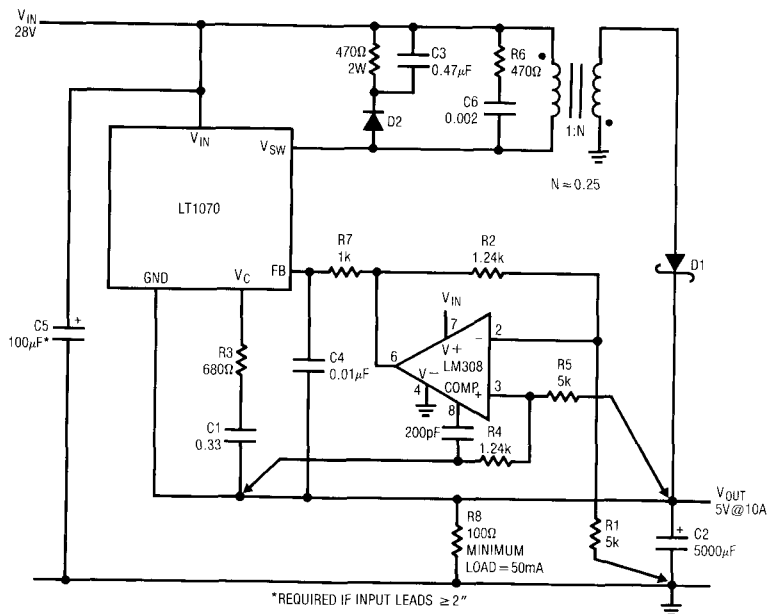 VIN
28V
470Ω
2W
C3
0.47µF
R6
470Ω
C6
0.002
D2
1:N
N ≈ 0.25
VIN
VSW
LT1070
GND
VC
FB
R7
1k
R2
1.24k
D1
C5
100µF*
+
R3
680Ω
C1
0.33
C4
0.01µF
VIN
7
V+
−
2
LM308
6
V−
4
COMP
+
3
8
200pF
R4
1.24k
R5
5k
VOUT
5V@10A
R8
100Ω
MINIMUM
LOAD = 50mA
R1
5k
+
C2
5000µF
*REQUIRED IF INPUT LEADS ≥ 2"